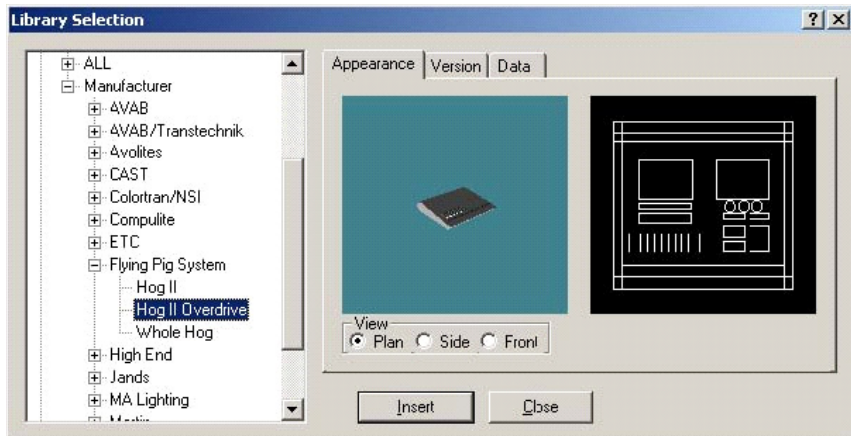 Library Selection
ALL
Manufacturer
AVAB
AVAB/Transtechnik
Avolites
CAST
Colortran/NSI
Compulite
ETC
Flying Pig System
Hog II
Hog II Overdrive
Whole Hog
High End
Jands
MA Lighting
Martin
Appearance Version Data
View
Plan Side Front
Insert Close